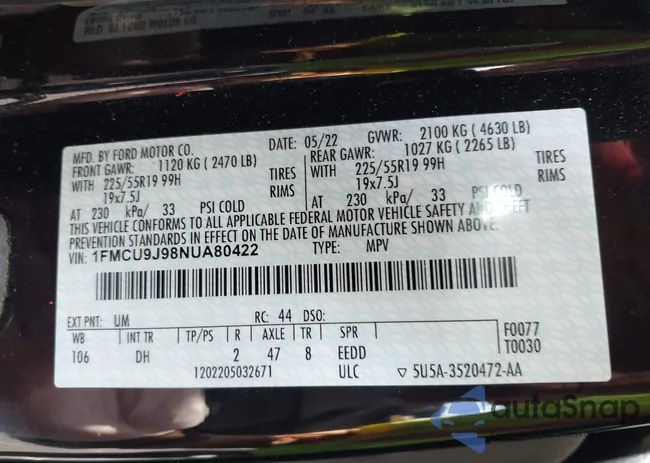 MFD. BY FORD MOTOR CO.
DATE: 05/22 GVWR: 2100 KG ( 4630 LB)
FRONT GAWR: 1120 KG ( 2470 LB) REAR GAWR: 1027 KG ( 2265 LB)
WITH 225/55R19 99H TIRES WITH 225/55R19 99H TIRES
19x7.5J RIMS 19x7.5J RIMS
AT 230 kPa/ 33 PSI COLD AT 230 kPa/ 33 PSI COLD
THIS VEHICLE CONFORMS TO ALL APPLICABLE FEDERAL MOTOR VEHICLE SAFETY AND THEFT
PREVENTION STANDARDS IN EFFECT ON THE DATE OF MANUFACTURE SHOWN ABOVE.
VIN: 1FMCU9J98NUA80422 TYPE: MPV
EXT PNT: UM RC: 44 DSO:
WB INT TR TP/PS R AXLE TR SPR F0077
106 DH 2 47 8 EEDD T0030
1202205032671 ULC ▽ 5U5A-3520472-AA
autoSnap